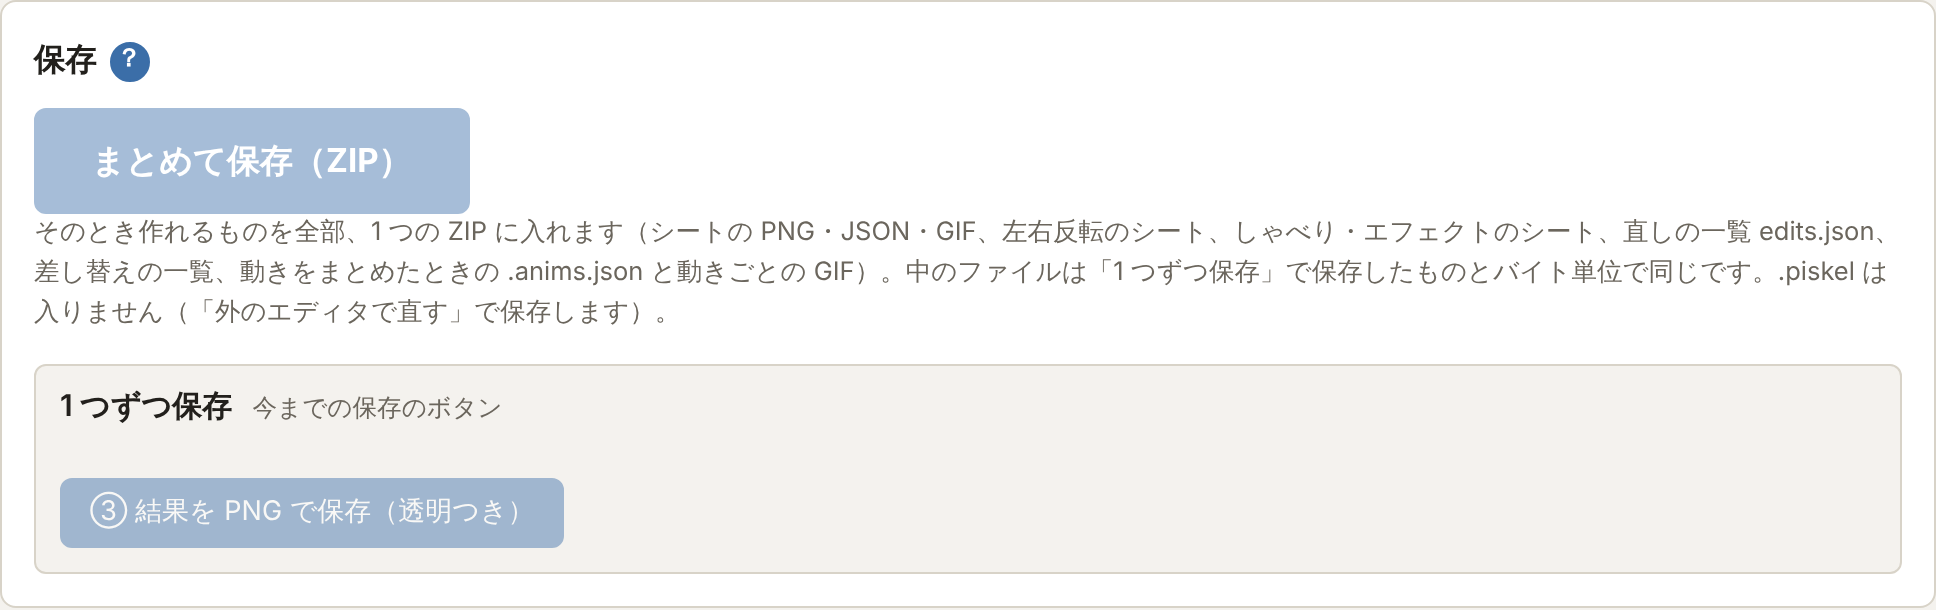 保存 ?
まとめて保存（ZIP）
そのとき作れるものを全部、1 つの ZIP に入れます（シートの PNG・JSON・GIF、左右反転のシート、しゃべり・エフェクトのシート、直しの一覧 edits.json、
差し替えの一覧、動きをまとめたときの .anims.json と動きごとの GIF）。中のファイルは「1 つずつ保存」で保存したものとバイト単位で同じです。.piskel は
入りません（「外のエディタで直す」で保存します）。
1 つずつ保存 今までの保存のボタン
③ 結果を PNG で保存（透明つき）